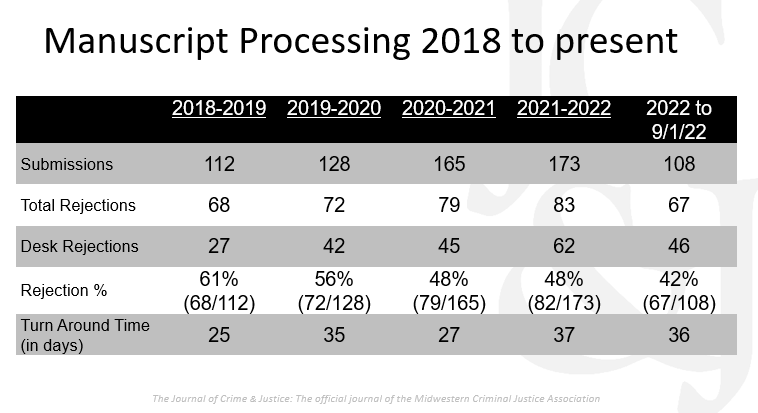 Manuscript Processing 2018 to present
2018-2019 2019-2020 2020-2021 2021-2022 2022 to 9/1/22
Submissions 112 128 165 173 108
Total Rejections 68 72 79 83 67
Desk Rejections 27 42 45 62 46
Rejection % 61% (68/112) 56% (72/128) 48% (79/165) 48% (82/173) 42% (67/108)
Turn Around Time (in days) 25 35 27 37 36
The Journal of Crime & Justice: The official journal of the Midwestern Criminal Justice Association